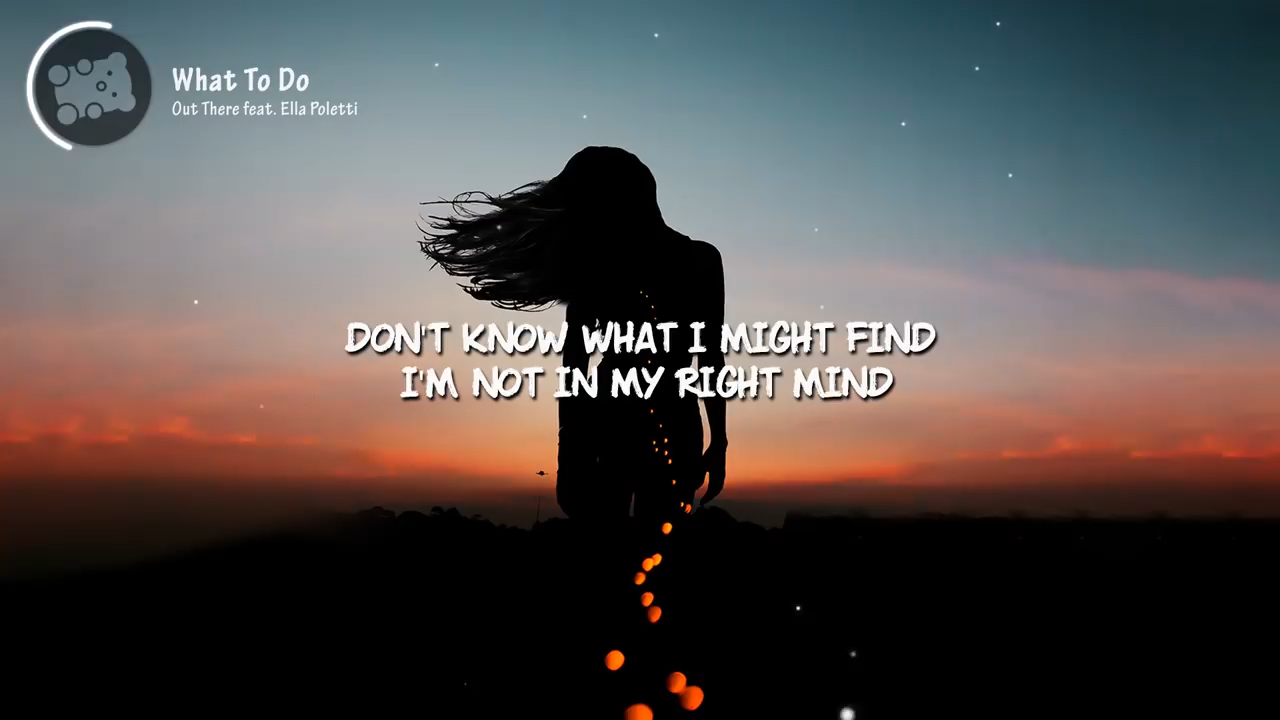 What To Do
Out There feat. Ella Poletti
DON'T KNOW WHAT I MIGHT FIND
I'M NOT IN MY RIGHT MIND